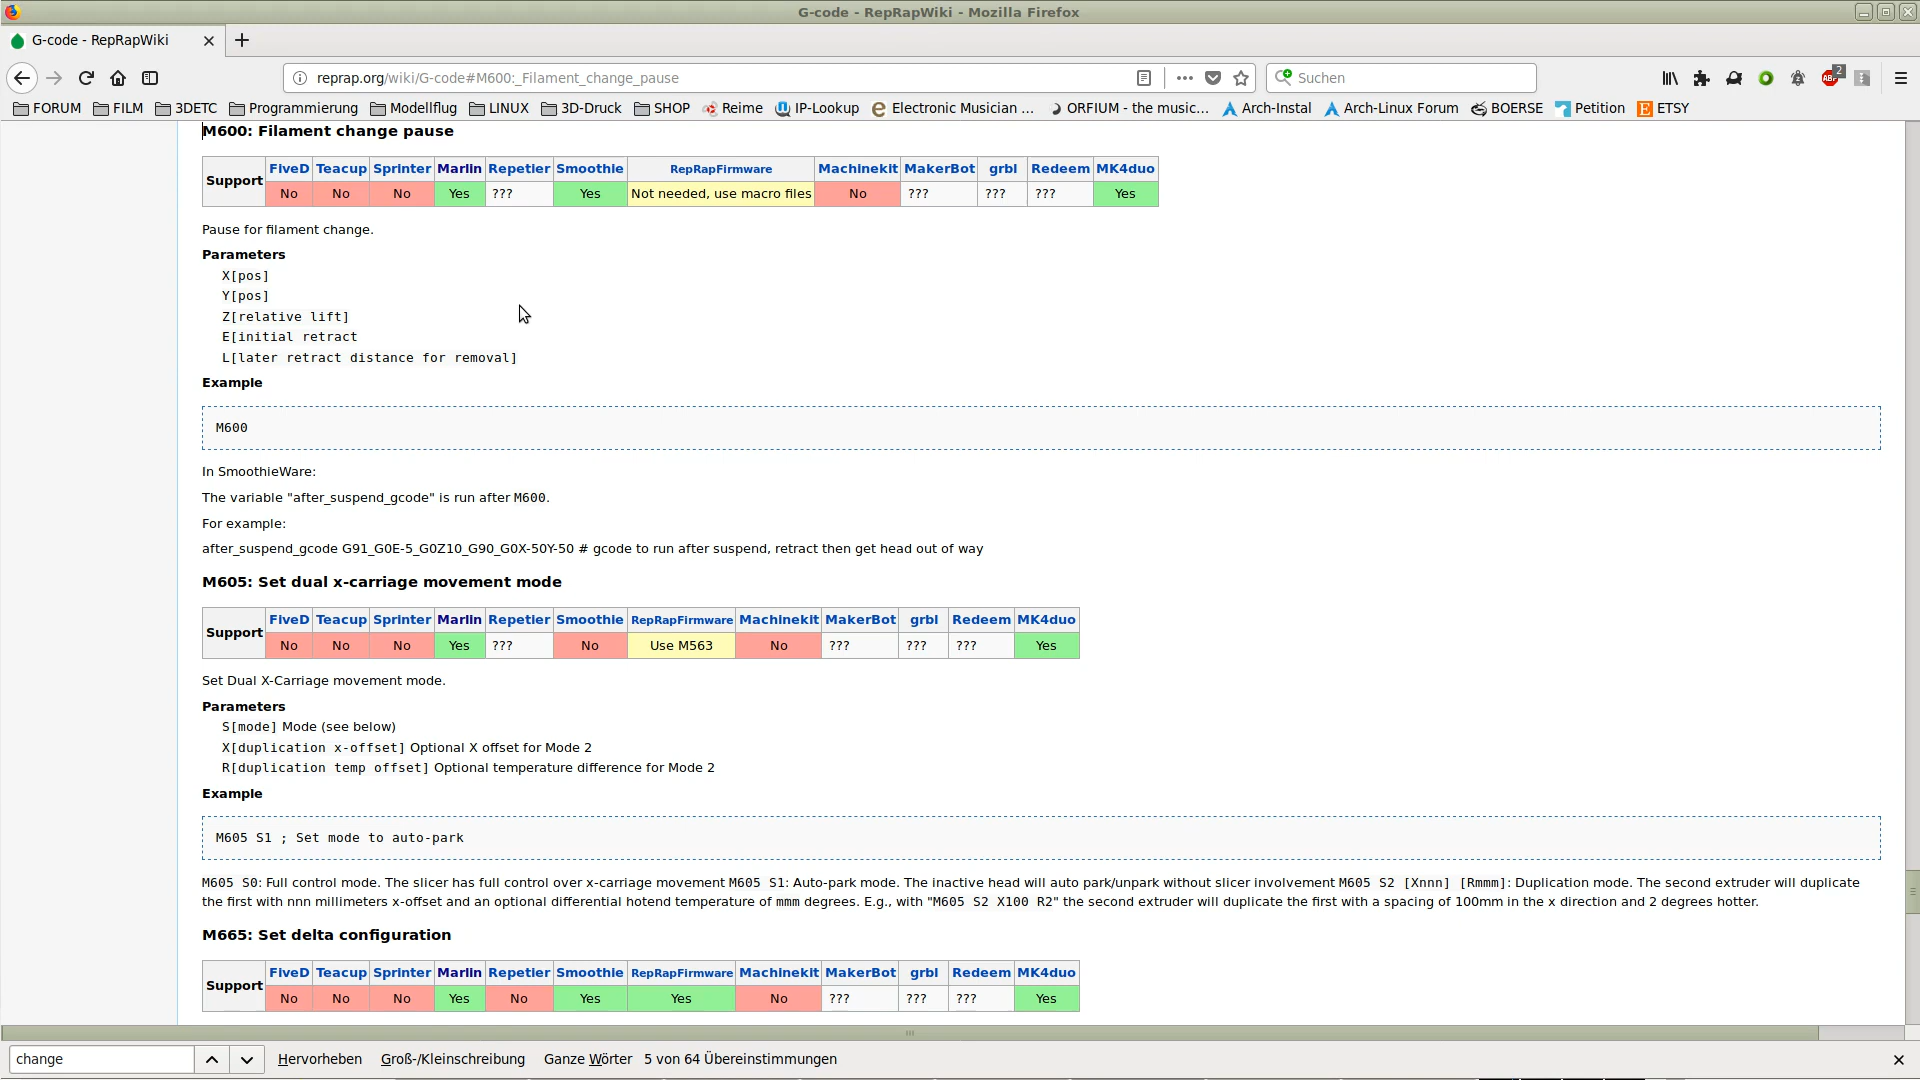 G-code - RepRapWiki - Mozilla Firefox
G-code - RepRapWiki
reprap.org/wiki/G-code#M600:_Filament_change_pause
Suchen
ABP 2
FORUM FILM 3DETC Programmierung Modellflug LINUX 3D-Druck SHOP Reime IP-Lookup Electronic Musician ... ORFIUM - the music... Arch-Instal Arch-Linux Forum BOERSE Petition ETSY
M600: Filament change pause
Support FiveD Teacup Sprinter Marlin Repetier Smoothie RepRapFirmware Machinekit MakerBot grbl Redeem MK4duo
No No No Yes ??? Yes Not needed, use macro files No ??? ??? ??? Yes
Pause for filament change.
Parameters
X[pos]
Y[pos]
Z[relative lift]
E[initial retract
L[later retract distance for removal]
Example
M600
In SmoothieWare:
The variable "after_suspend_gcode" is run after M600.
For example:
after_suspend_gcode G91_G0E-5_G0Z10_G90_G0X-50Y-50 # gcode to run after suspend, retract then get head out of way
M605: Set dual x-carriage movement mode
Support FiveD Teacup Sprinter Marlin Repetier Smoothie RepRapFirmware Machinekit MakerBot grbl Redeem MK4duo
No No No Yes ??? No Use M563 No ??? ??? ??? Yes
Set Dual X-Carriage movement mode.
Parameters
S[mode] Mode (see below)
X[duplication x-offset] Optional X offset for Mode 2
R[duplication temp offset] Optional temperature difference for Mode 2
Example
M605 S1 ; Set mode to auto-park
M605 S0: Full control mode. The slicer has full control over x-carriage movement M605 S1: Auto-park mode. The inactive head will auto park/unpark without slicer involvement M605 S2 [Xnnn] [Rmmm]: Duplication mode. The second extruder will duplicate
the first with nnn millimeters x-offset and an optional differential hotend temperature of mmm degrees. E.g., with "M605 S2 X100 R2" the second extruder will duplicate the first with a spacing of 100mm in the x direction and 2 degrees hotter.
M665: Set delta configuration
Support FiveD Teacup Sprinter Marlin Repetier Smoothie RepRapFirmware Machinekit MakerBot grbl Redeem MK4duo
No No No Yes No Yes Yes No ??? ??? ??? Yes
change Hervorheben Groß-/Kleinschreibung Ganze Wörter 5 von 64 Übereinstimmungen